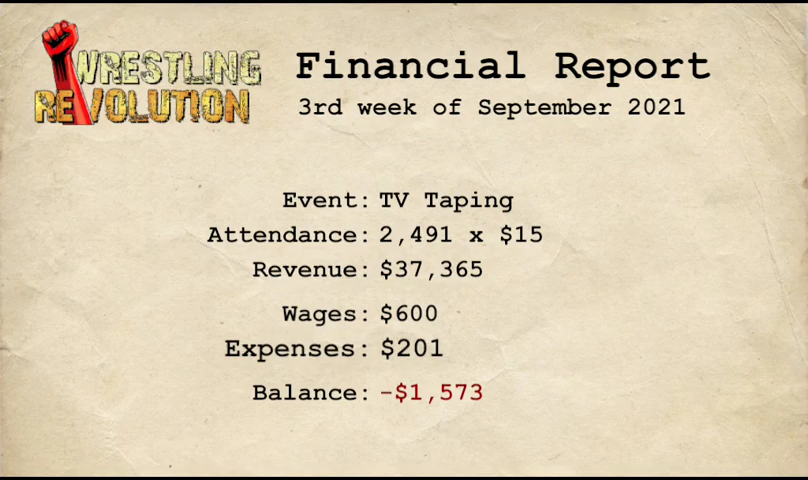 WRESTLING
REVOLUTION
Financial Report
3rd week of September 2021
Event: TV Taping
Attendance: 2,491 x $15
Revenue: $37,365
Wages: $600
Expenses: $201
Balance: -$1,573